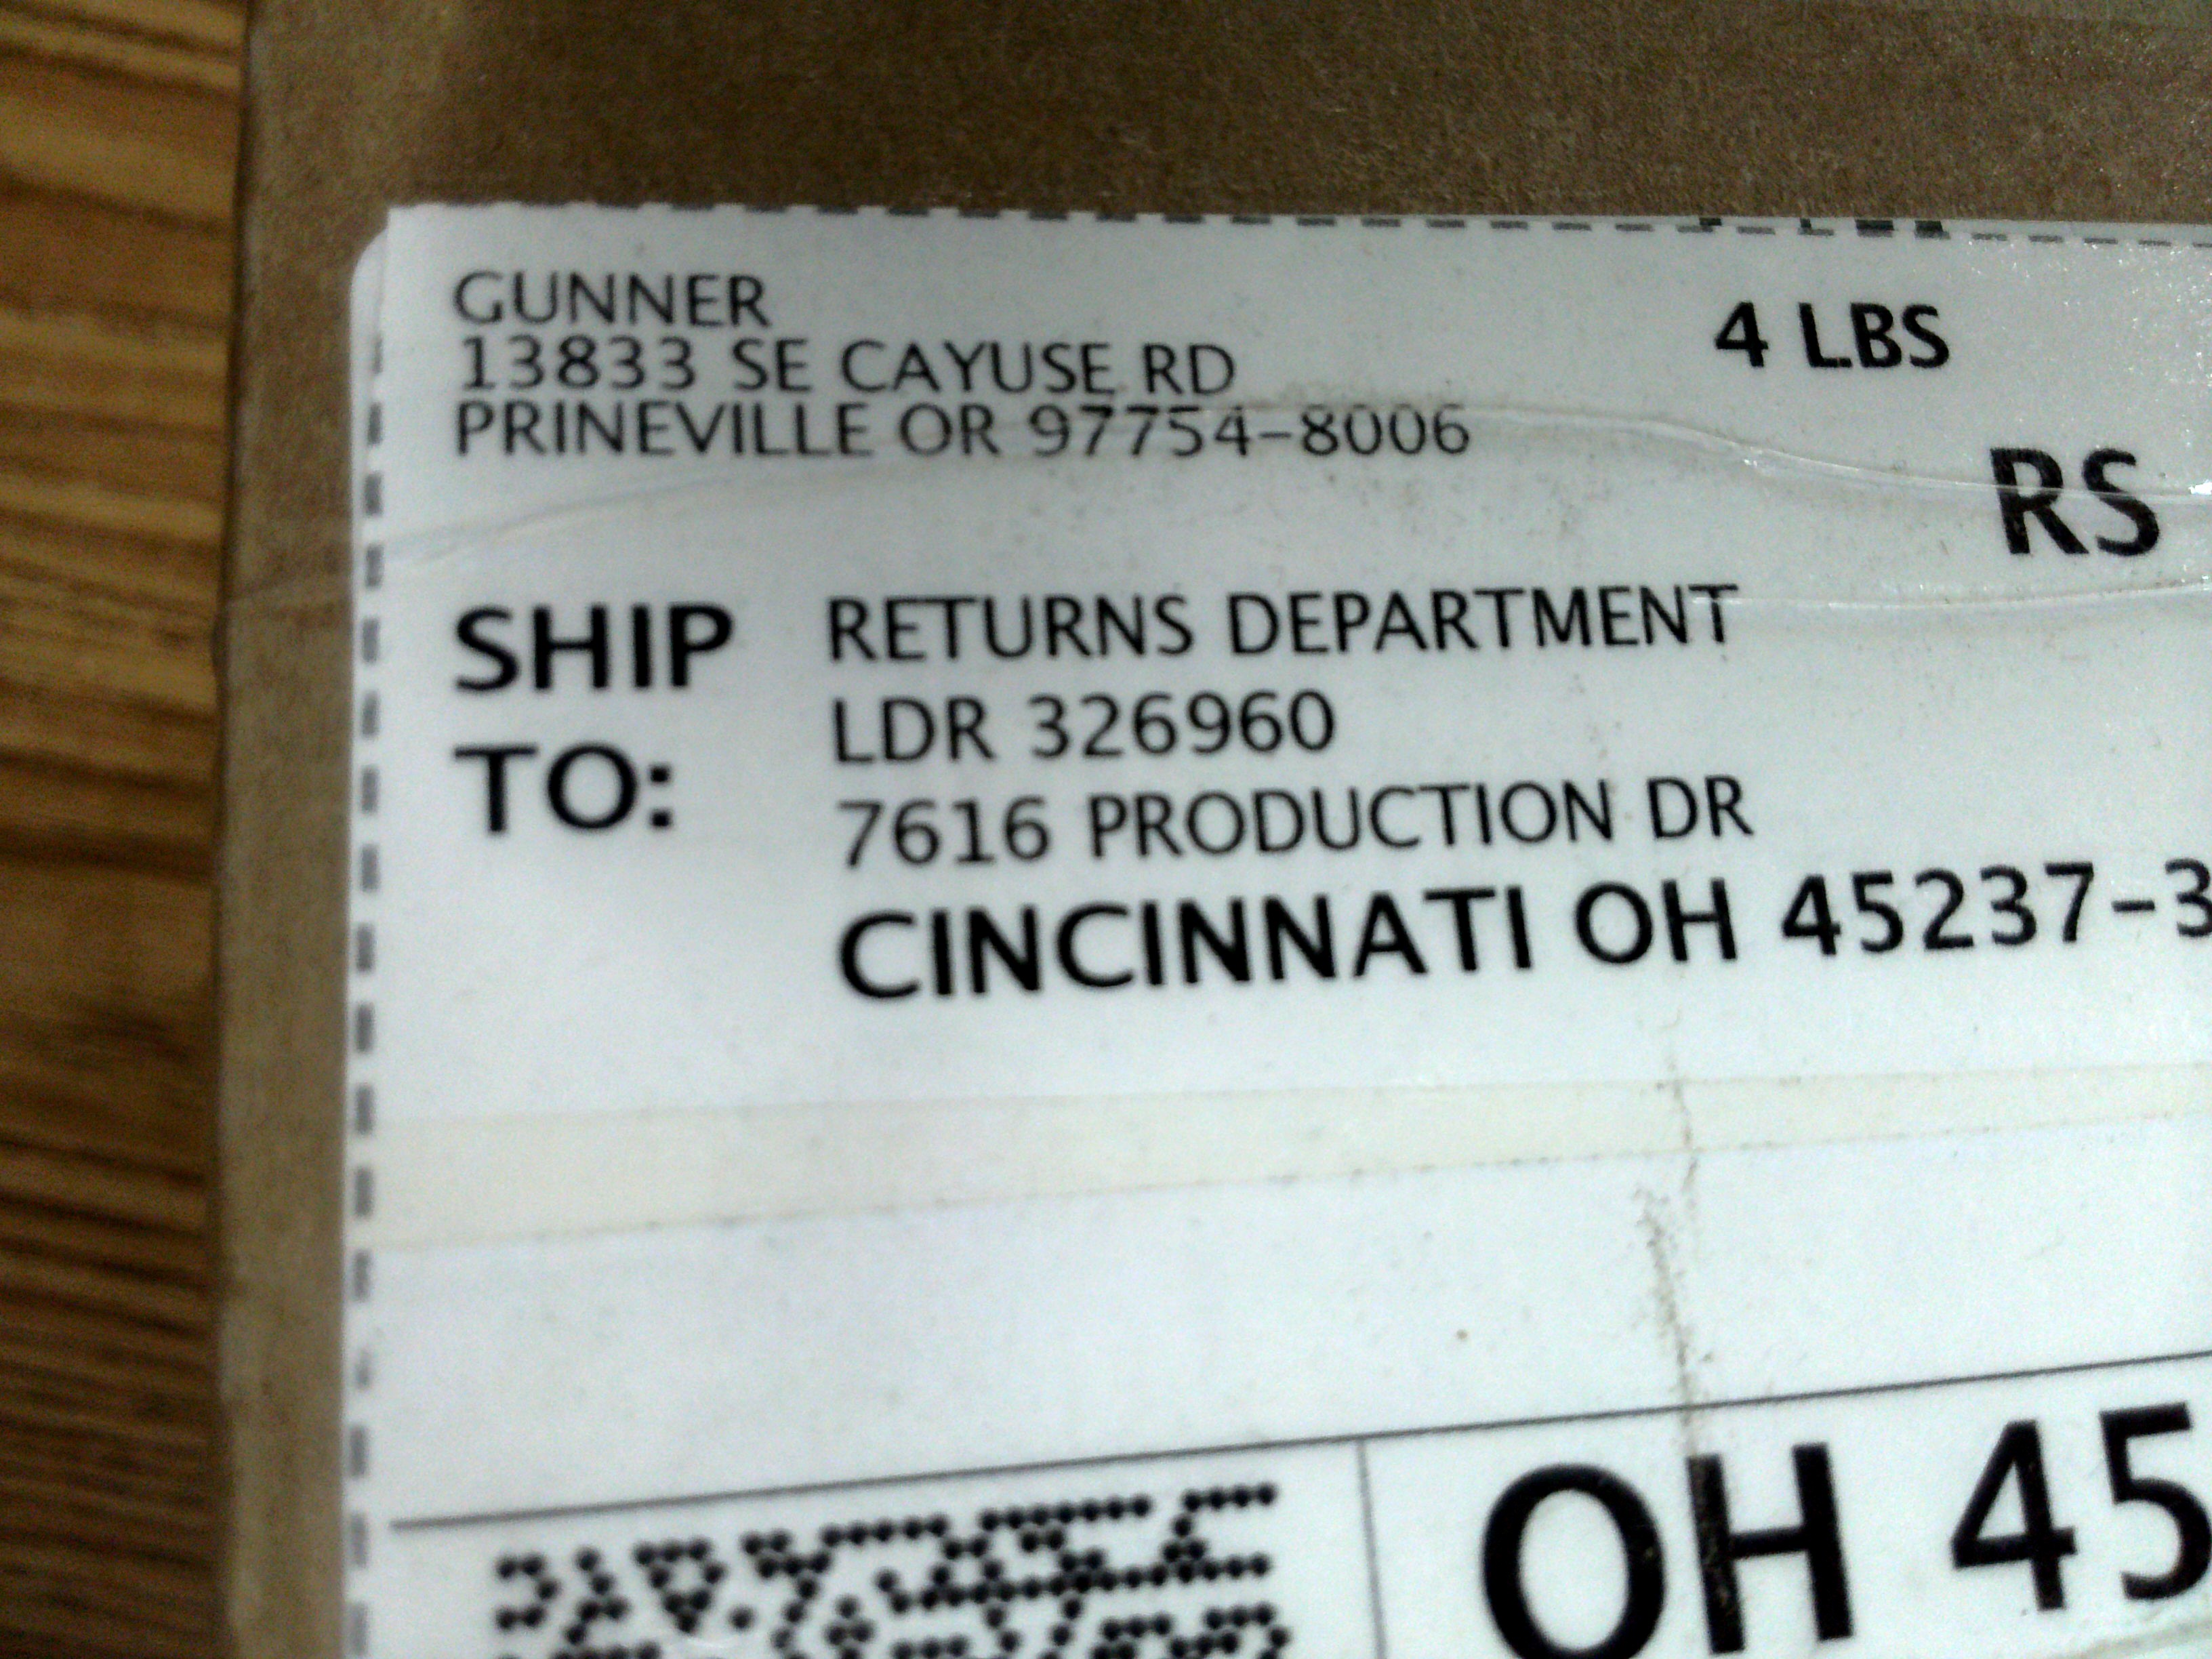 GUNNER
13833 SE CAYUSE RD
PRINEVILLE OR 97754-8006
4 LBS
RS
SHIP TO:
RETURNS DEPARTMENT
LDR 326960
7616 PRODUCTION DR
CINCINNATI OH 45237-3
OH 45